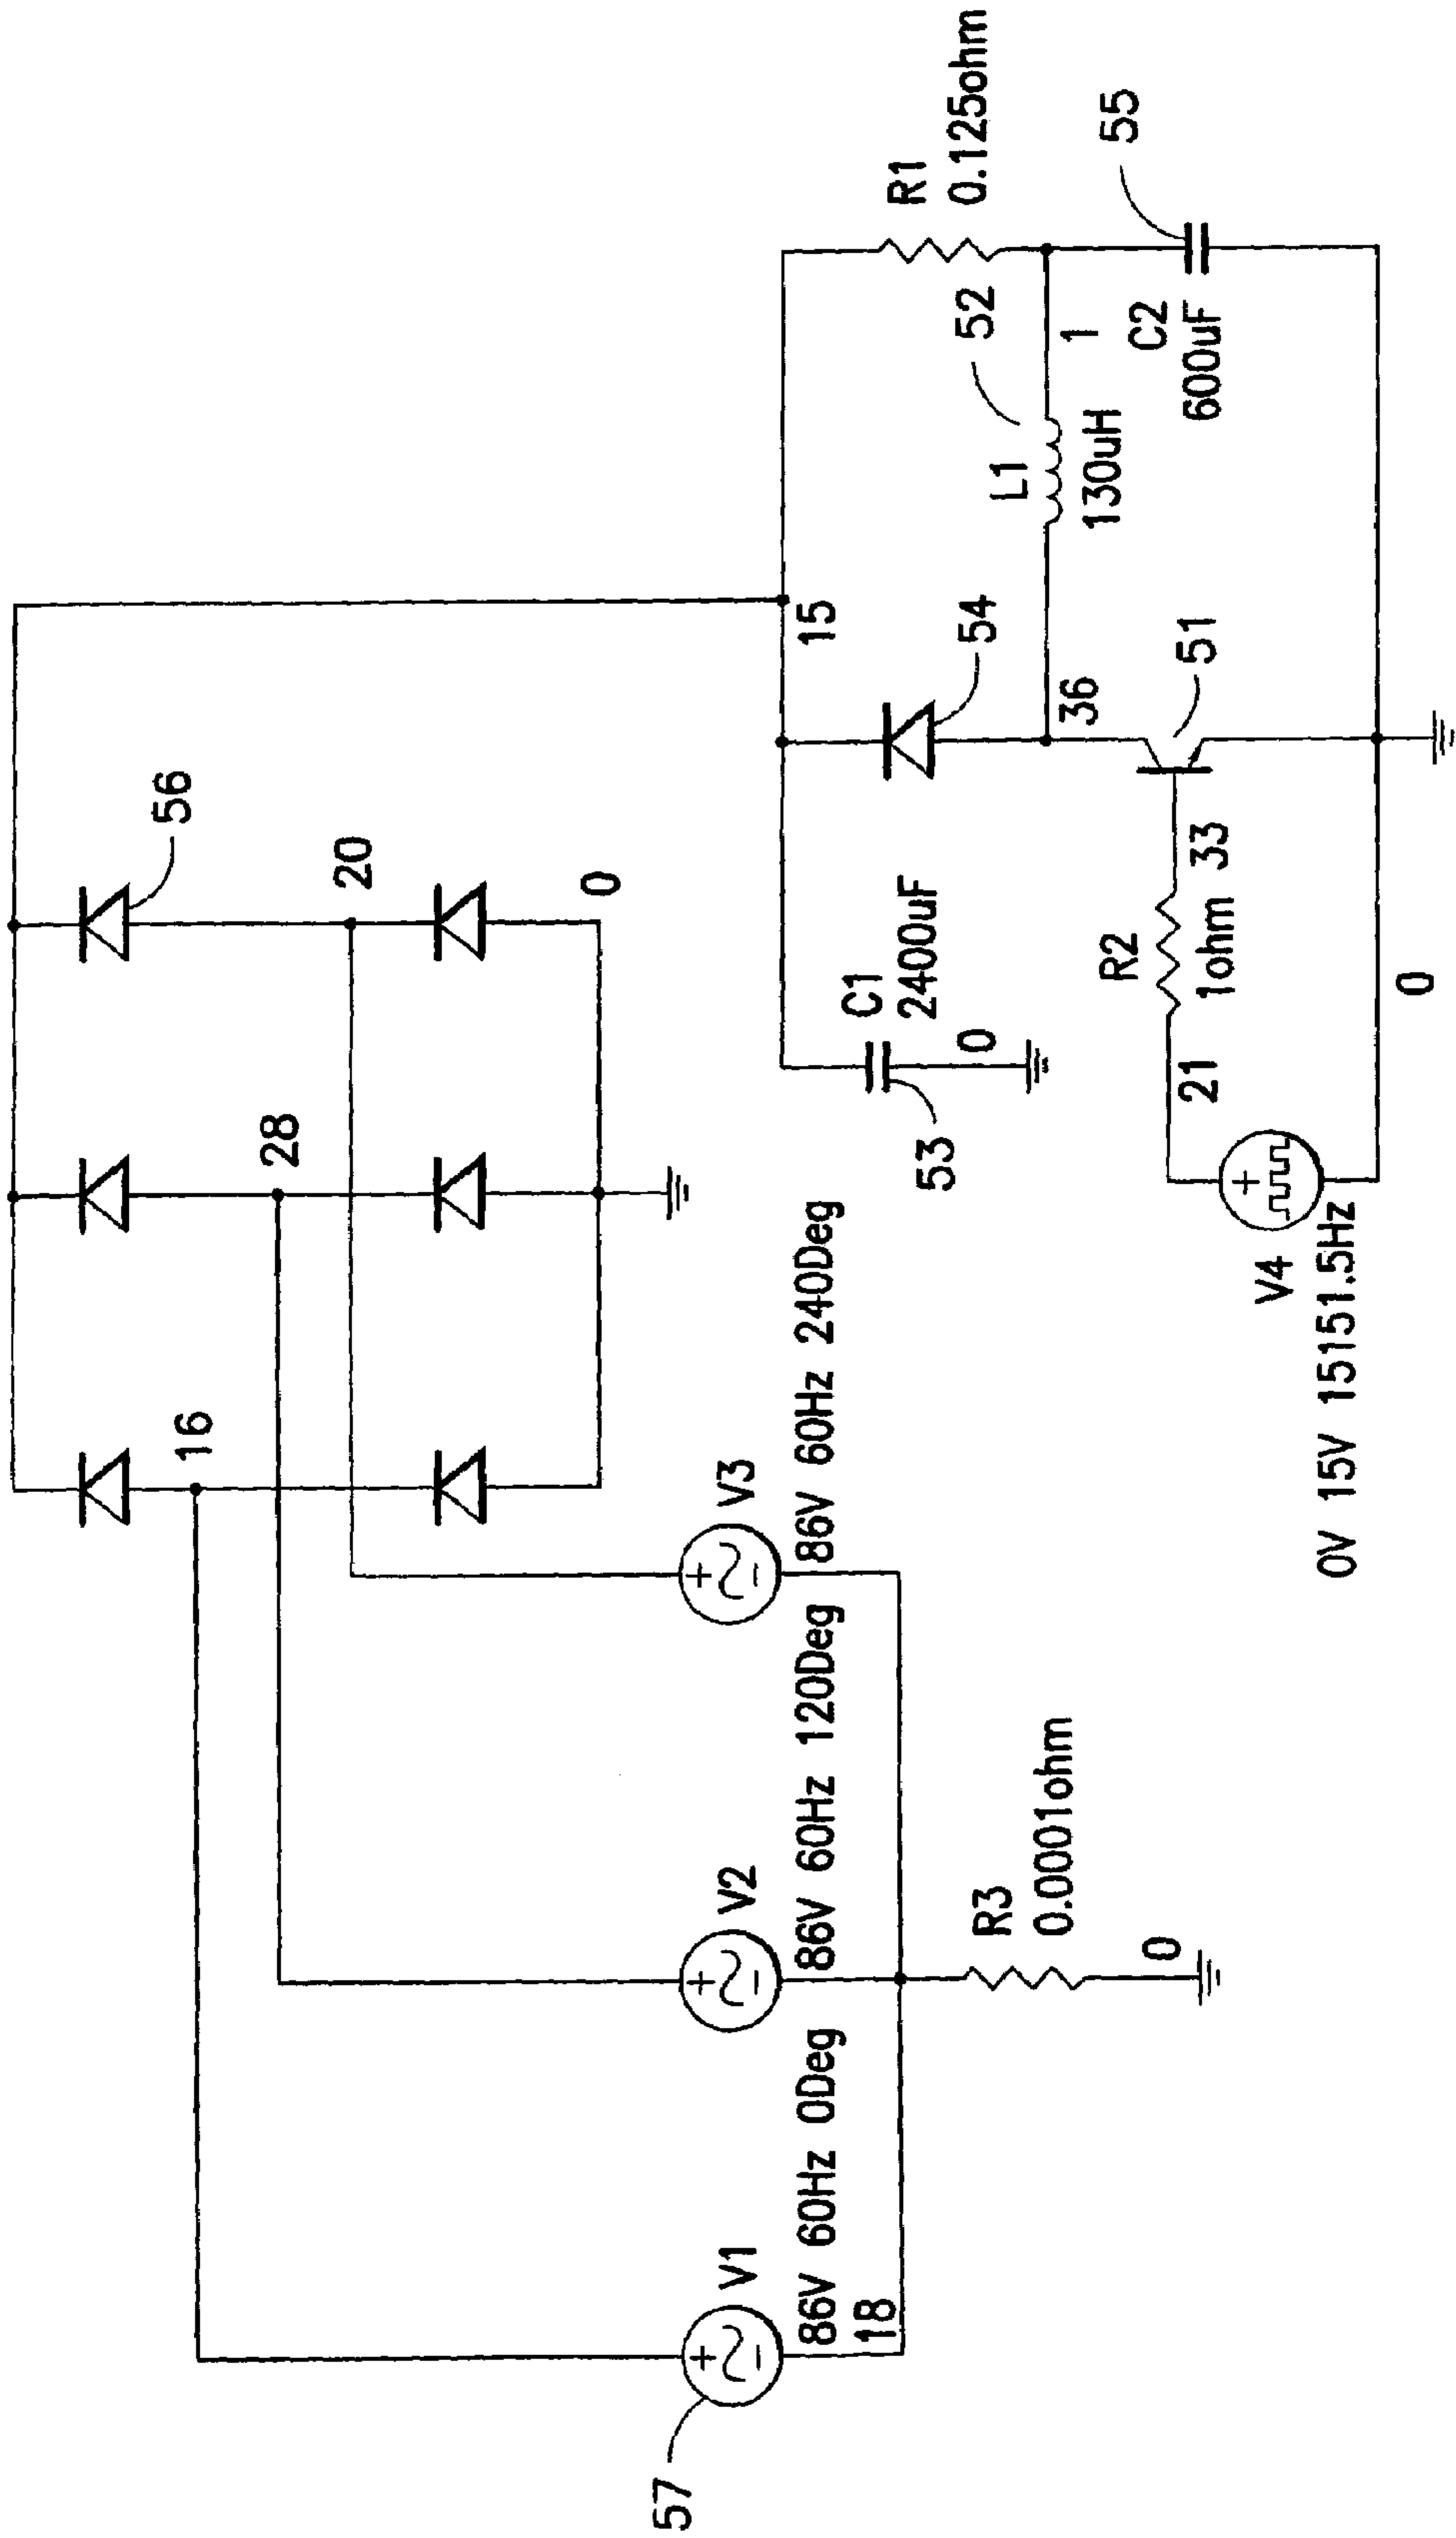 56
16
28
20
0
57
V1
86V 60Hz 0Deg
18
V2
86V 60Hz 120Deg
V3
86V 60Hz 240Deg
R3
0.0001ohm
0
15
53
C1
2400uF
0
54
36
L1
130uH
52
1
R1
0.125ohm
C2
600uF
55
51
33
R2
1ohm
21
V4
0V 15V 15151.5Hz
0
+
−
+
−
+
−
+